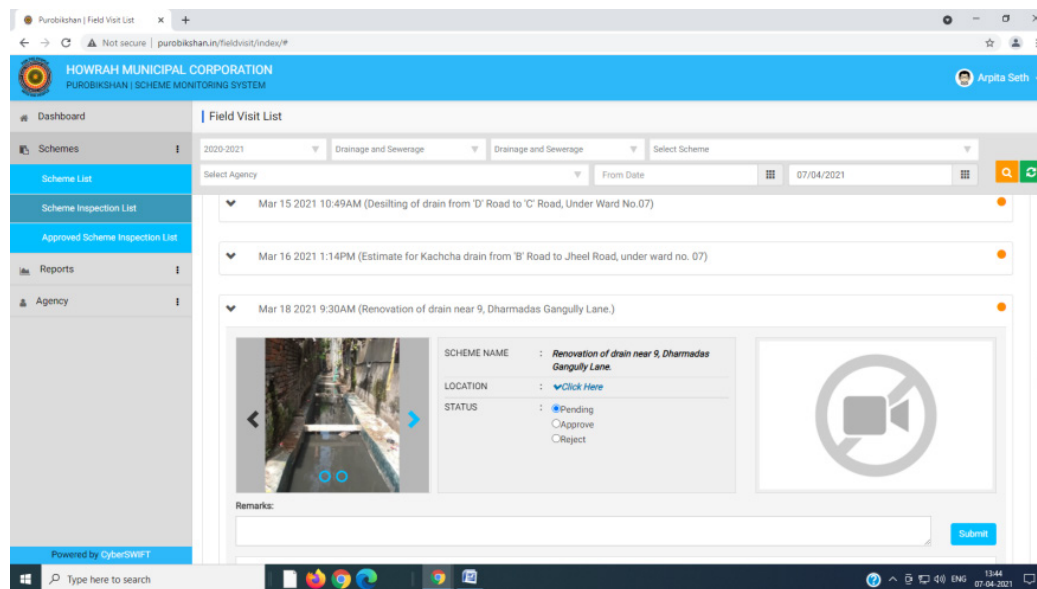 Purobikshan | Field Visit List
Not secure | purobikshan.in/fieldvisit/index/#
HOWRAH MUNICIPAL CORPORATION
PUROBIKSHAN | SCHEME MONITORING SYSTEM
Arpita Seth
Dashboard
Field Visit List
Schemes
2020-2021
Drainage and Sewerage
Drainage and Sewerage
Select Scheme
Scheme List
Select Agency
From Date
07/04/2021
Scheme Inspection List
Mar 15 2021 10:49AM (Desilting of drain from 'D' Road to 'C' Road, Under Ward No.07)
Approved Scheme Inspection List
Mar 16 2021 1:14PM (Estimate for Kachcha drain from 'B' Road to Jheel Road, under ward no. 07)
Reports
Agency
Mar 18 2021 9:30AM (Renovation of drain near 9, Dharmadas Gangully Lane.)
SCHEME NAME : Renovation of drain near 9, Dharmadas
Gangully Lane.
LOCATION : Click Here
STATUS : Pending
Approve
Reject
Remarks:
Submit
Powered by CyberSWIFT
Type here to search
ENG
13:44
07-04-2021